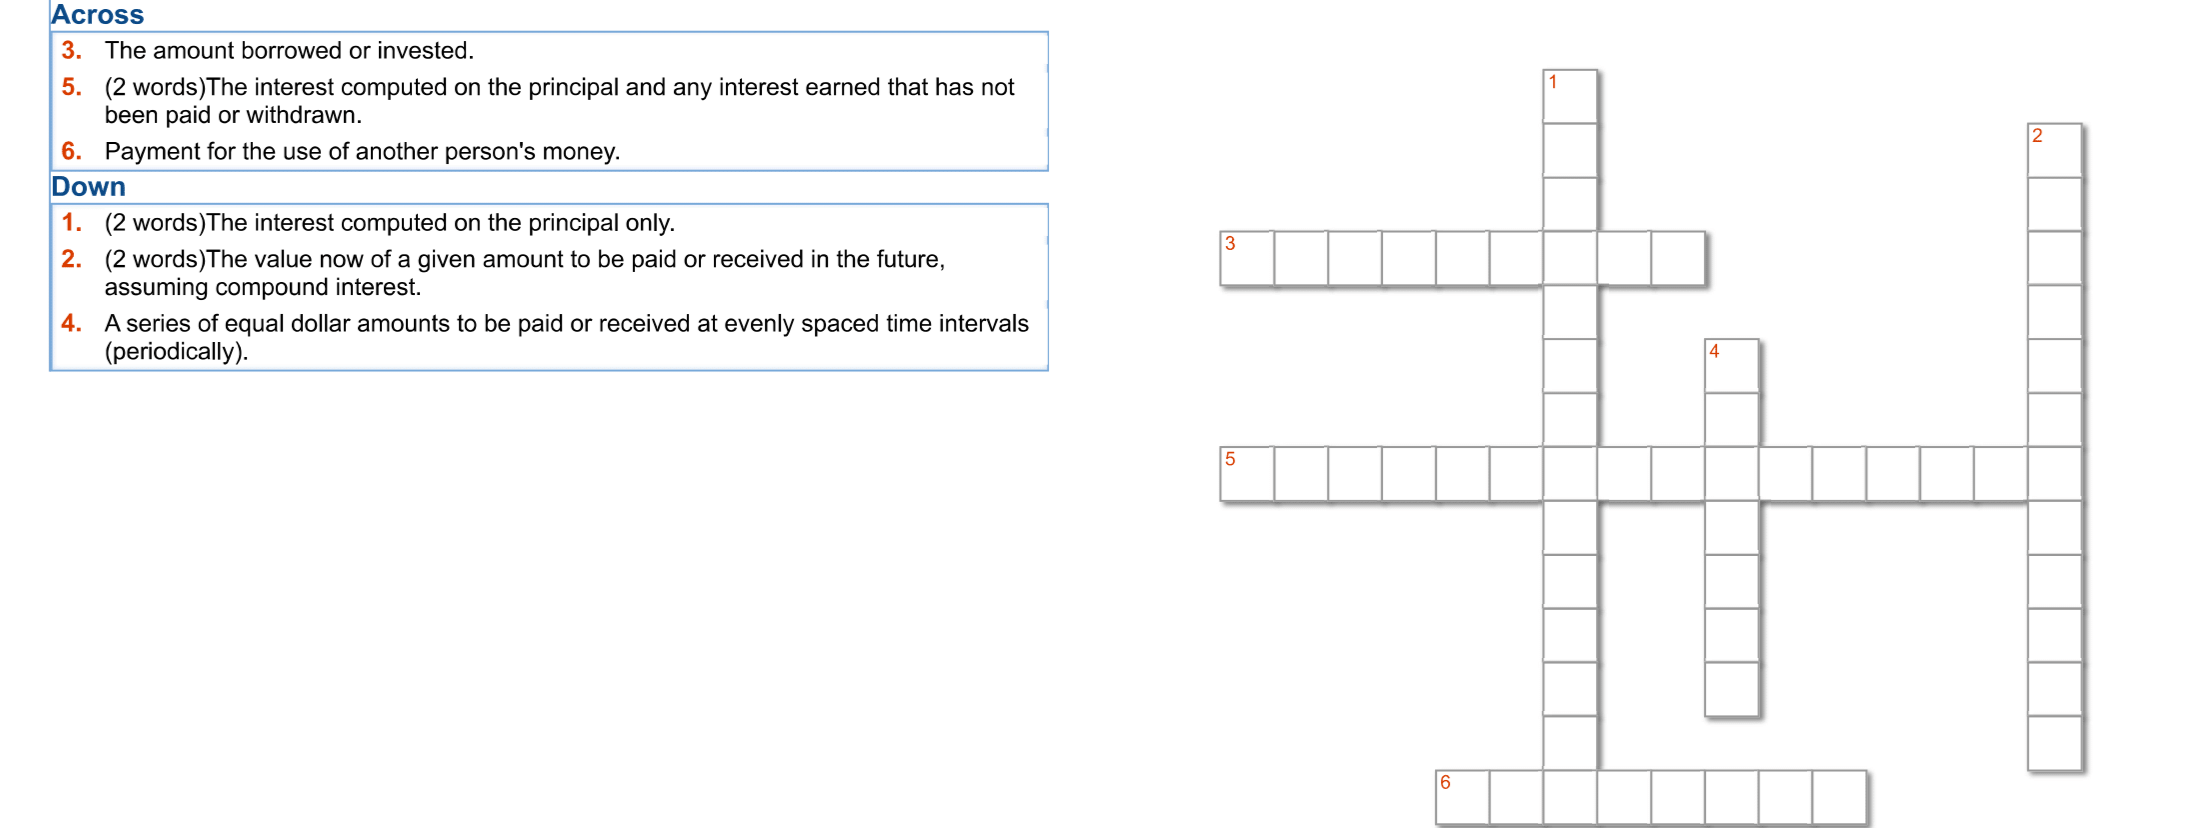 Across
3. The amount borrowed or invested.
5. (2 words)The interest computed on the principal and any interest earned that has not
been paid or withdrawn.
6. Payment for the use of another person's money.
Down
1. (2 words)The interest computed on the principal only.
2. (2 words)The value now of a given amount to be paid or received in the future,
assuming compound interest.
4. A series of equal dollar amounts to be paid or received at evenly spaced time intervals
(periodically).
1
2
3
4
5
6